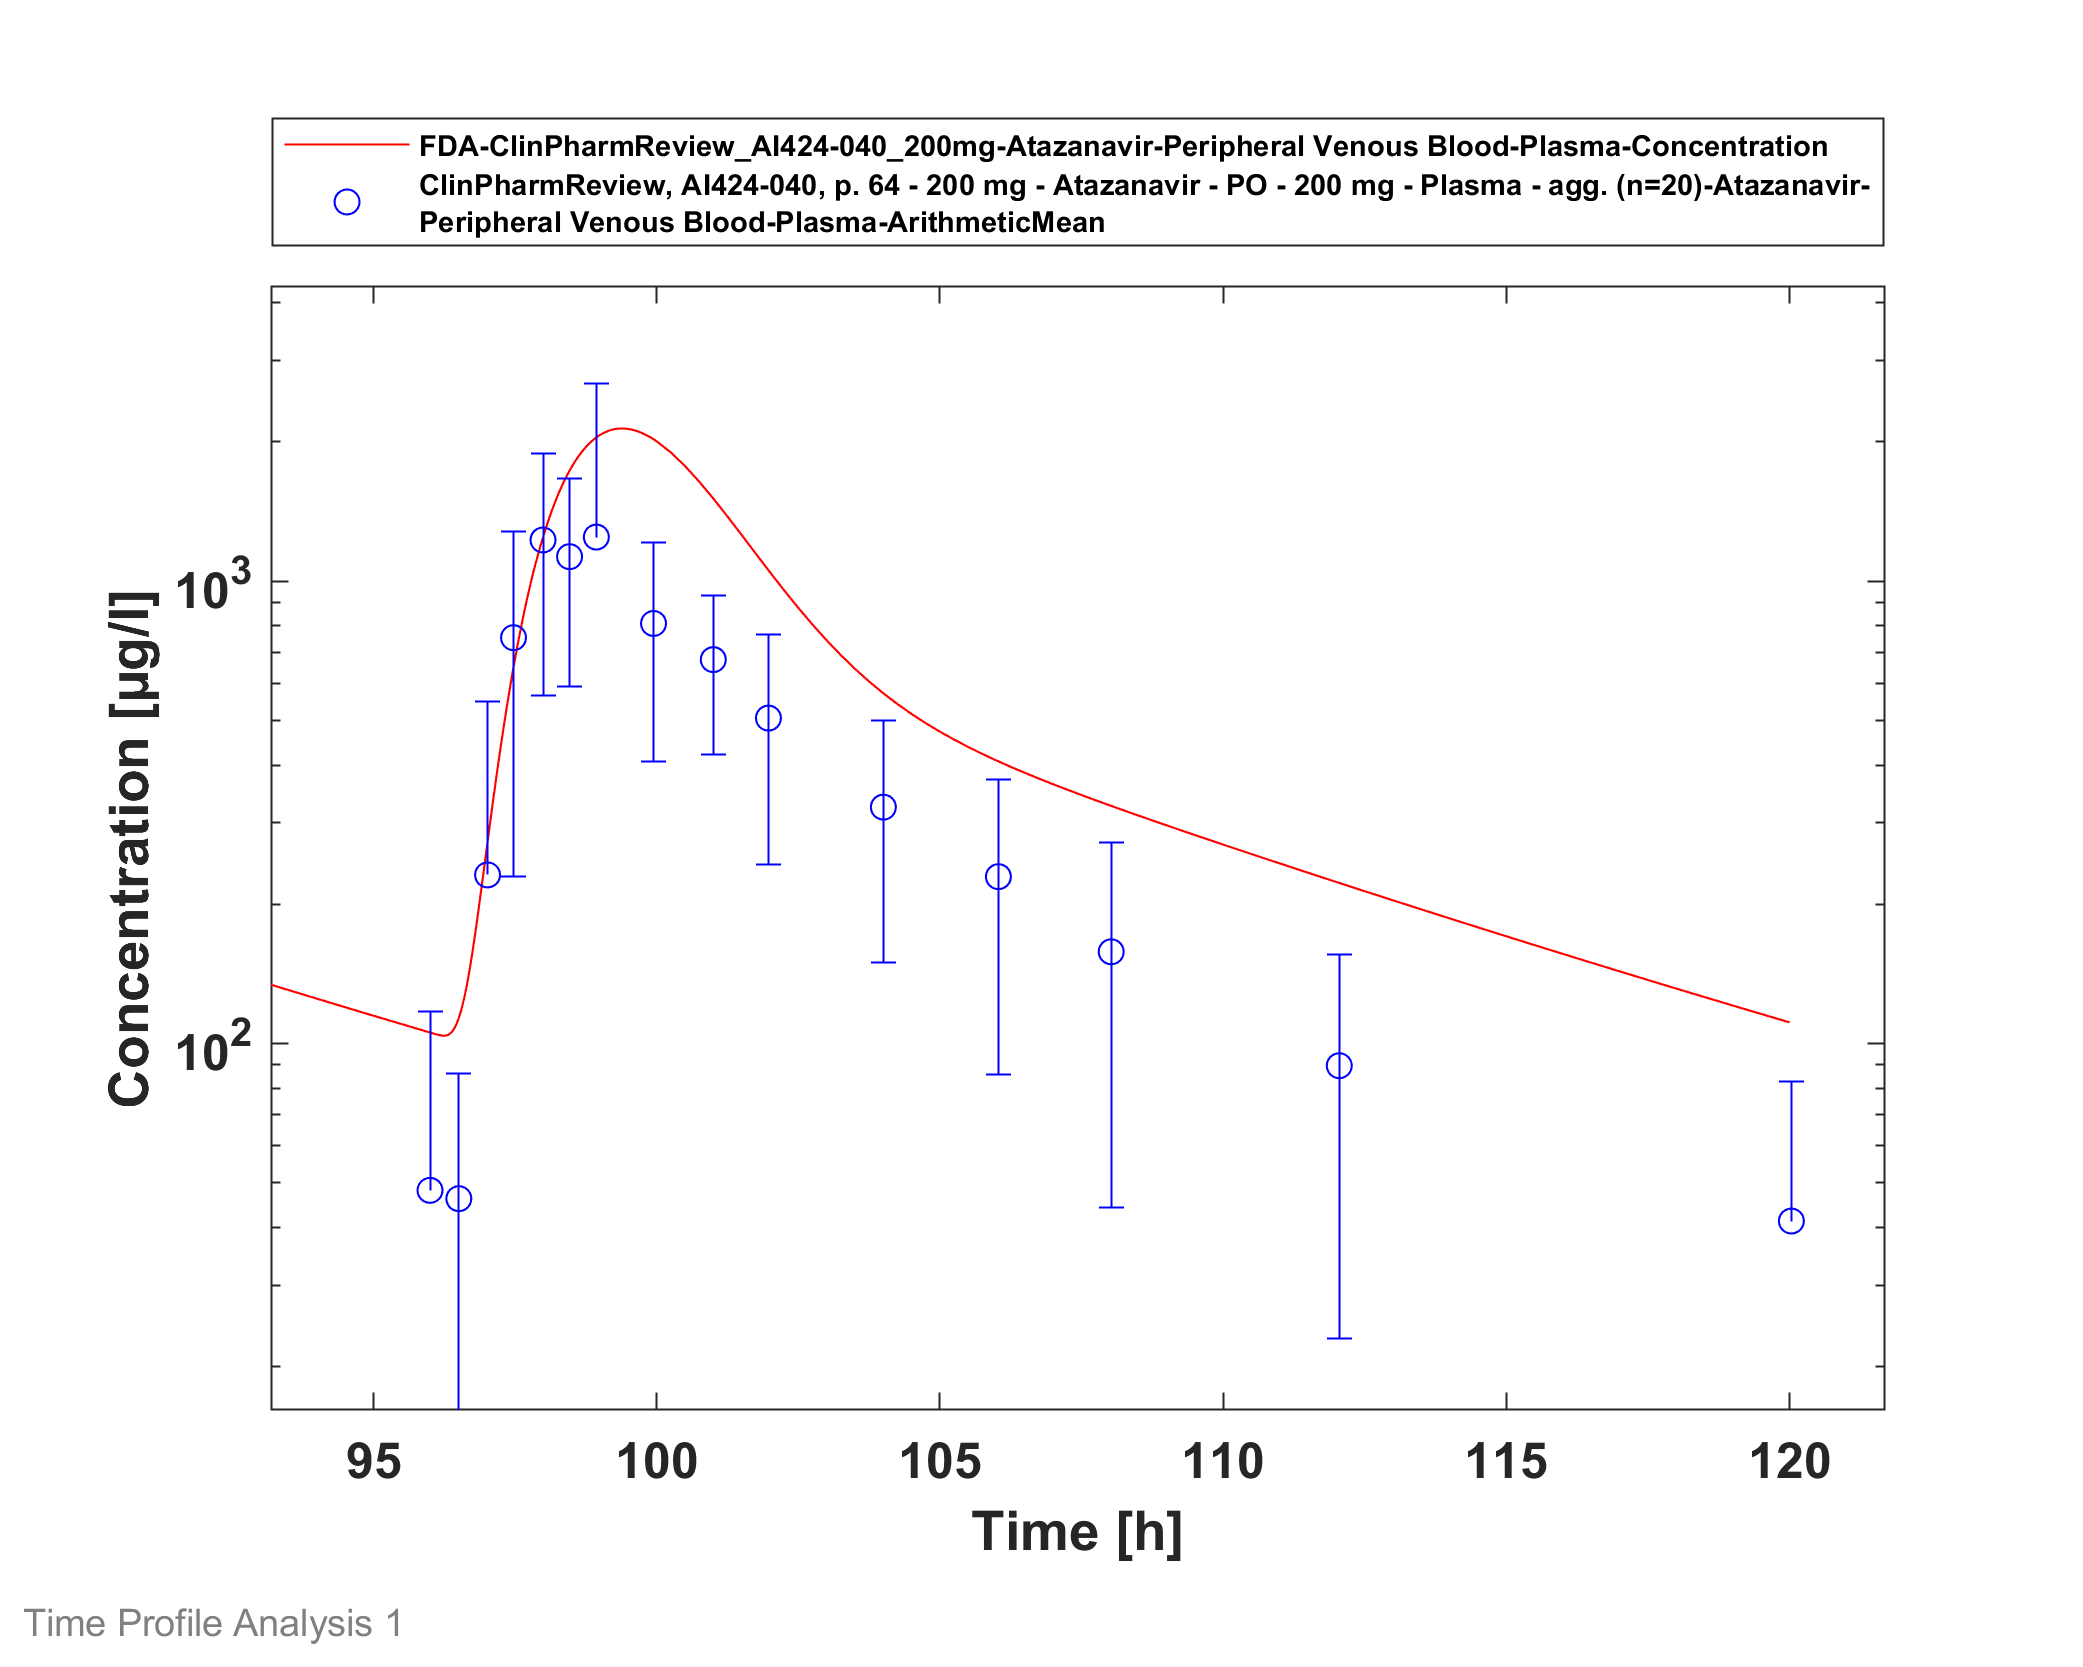 FDA-ClinPharmReview_AI424-040_200mg-Atazanavir-Peripheral Venous Blood-Plasma-Concentration
ClinPharmReview, AI424-040, p. 64 - 200 mg - Atazanavir - PO - 200 mg - Plasma - agg. (n=20)-Atazanavir-
Peripheral Venous Blood-Plasma-ArithmeticMean
10³
10²
Concentration [µg/l]
95 100 105 110 115 120
Time [h]
Time Profile Analysis 1